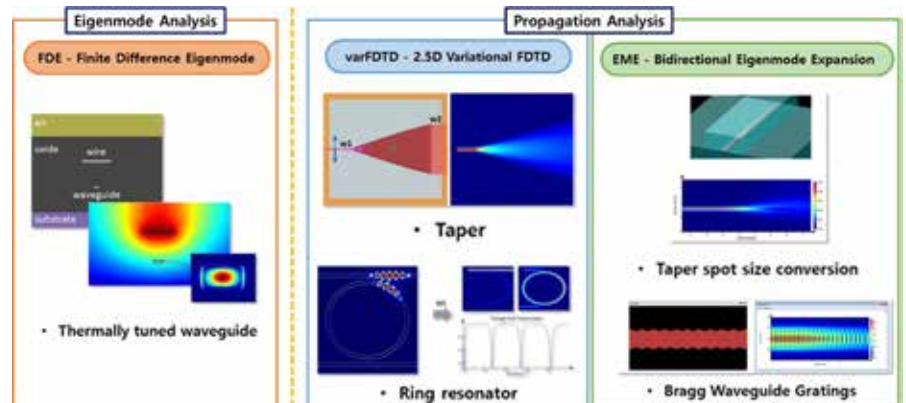 Eigenmode Analysis
FDE - Finite Difference Eigenmode
air
oxide
wire
waveguide
substrate
• Thermally tuned waveguide
Propagation Analysis
varFDTD - 2.5D Variational FDTD
w1
w2
• Taper
• Ring resonator
EME - Bidirectional Eigenmode Expansion
• Taper spot size conversion
• Bragg Waveguide Gratings